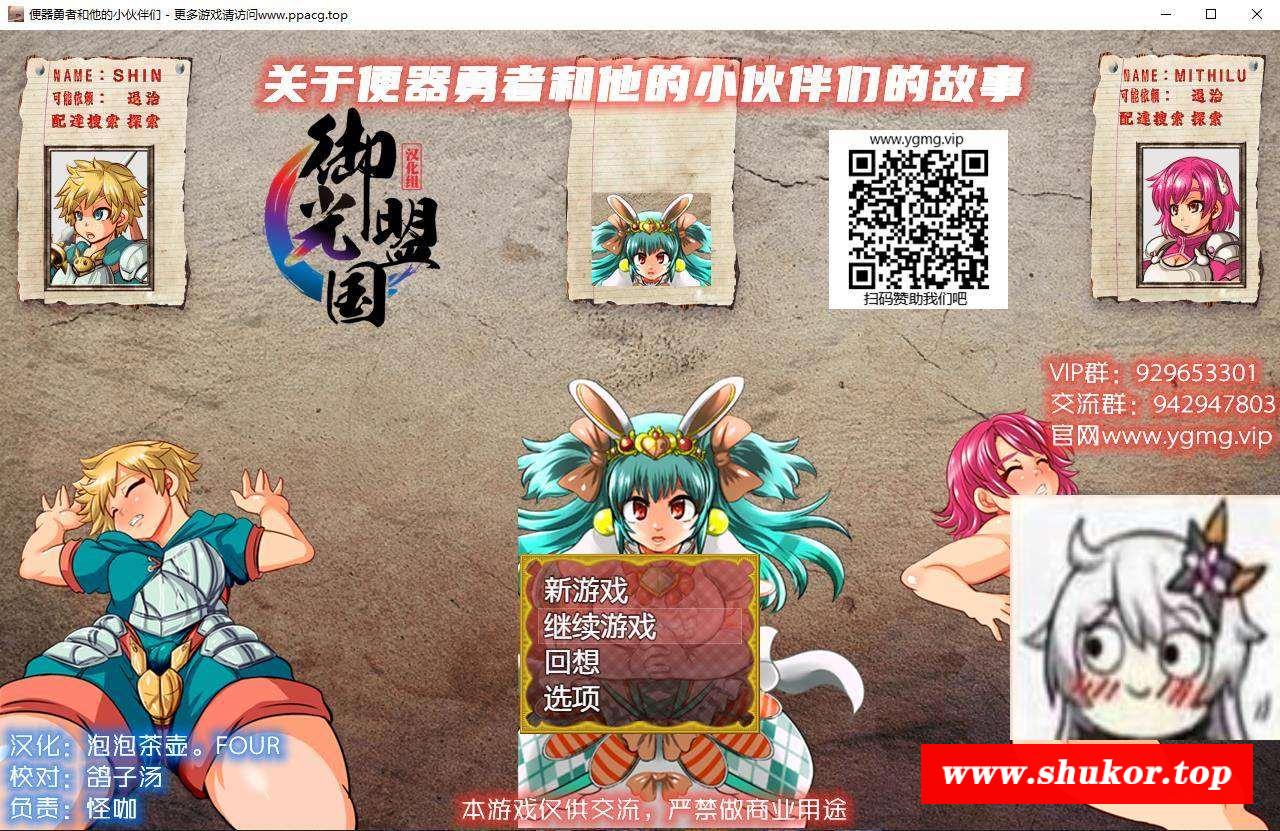 便器勇者和他的小伙伴们 - 更多游戏请访问www.ppacg.top
关于便器勇者和他的小伙伴们的故事
NAME：SHIN
可能依頼： 退治
配達搜索 探索
御光盟国
汉化组
www.ygmg.vip
扫码赞助我们吧
NAME：MITHILU
可能依頼： 退治
配達搜索 探索
VIP群：929653301
交流群：942947803
官网www.ygmg.vip
新游戏
继续游戏
回想
选项
汉化：泡泡茶壶。FOUR
校对：鸽子汤
负责：怪咖
本游戏仅供交流，严禁做商业用途
www.shukor.top